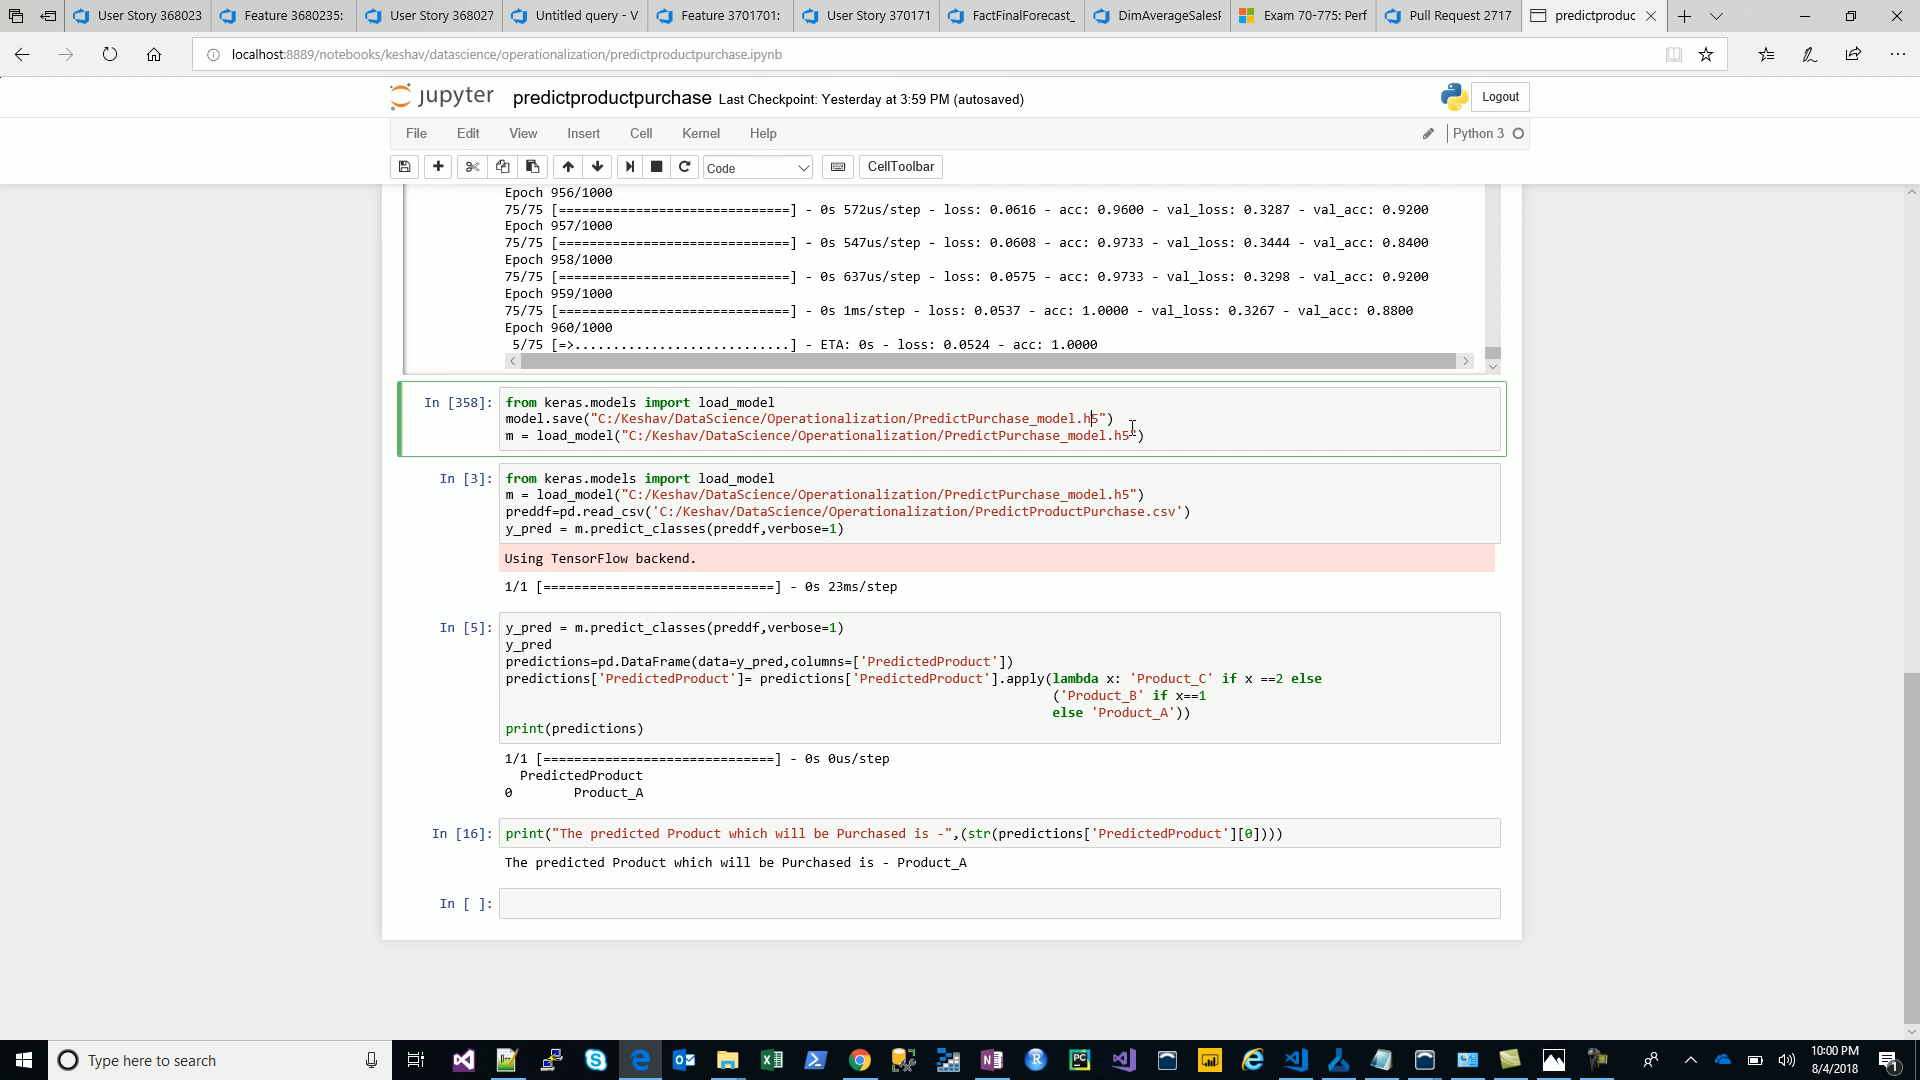 User Story 368023
Feature 3680235:
User Story 368027
Untitled query - V
Feature 3701701:
User Story 370171
FactFinalForecast_
DimAverageSalesF
Exam 70-775: Perf
Pull Request 2717
predictproduc
localhost:8889/notebooks/keshav/datascience/operationalization/predictproductpurchase.ipynb
jupyter
predictproductpurchase Last Checkpoint: Yesterday at 3:59 PM (autosaved)
Logout
File Edit View Insert Cell Kernel Help
Python 3
Code
CellToolbar
Epoch 956/1000
75/75 [==============================] - 0s 572us/step - loss: 0.0616 - acc: 0.9600 - val_loss: 0.3287 - val_acc: 0.9200
Epoch 957/1000
75/75 [==============================] - 0s 547us/step - loss: 0.0608 - acc: 0.9733 - val_loss: 0.3444 - val_acc: 0.8400
Epoch 958/1000
75/75 [==============================] - 0s 637us/step - loss: 0.0575 - acc: 0.9733 - val_loss: 0.3298 - val_acc: 0.9200
Epoch 959/1000
75/75 [==============================] - 0s 1ms/step - loss: 0.0537 - acc: 1.0000 - val_loss: 0.3267 - val_acc: 0.8800
Epoch 960/1000
5/75 [=>............................] - ETA: 0s - loss: 0.0524 - acc: 1.0000
In [358]: from keras.models import load_model
model.save("C:/Keshav/DataScience/Operationalization/PredictPurchase_model.h5")
m = load_model("C:/Keshav/DataScience/Operationalization/PredictPurchase_model.h5")
In [3]: from keras.models import load_model
m = load_model("C:/Keshav/DataScience/Operationalization/PredictPurchase_model.h5")
preddf=pd.read_csv('C:/Keshav/DataScience/Operationalization/PredictProductPurchase.csv')
y_pred = m.predict_classes(preddf,verbose=1)
Using TensorFlow backend.
1/1 [==============================] - 0s 23ms/step
In [5]: y_pred = m.predict_classes(preddf,verbose=1)
y_pred
predictions=pd.DataFrame(data=y_pred,columns=['PredictedProduct'])
predictions['PredictedProduct']= predictions['PredictedProduct'].apply(lambda x: 'Product_C' if x ==2 else
('Product_B' if x==1
else 'Product_A'))
print(predictions)
1/1 [==============================] - 0s 0us/step
PredictedProduct
0 Product_A
In [16]: print("The predicted Product which will be Purchased is -",(str(predictions['PredictedProduct'][0])))
The predicted Product which will be Purchased is - Product_A
In [ ]:
Type here to search
10:00 PM
8/4/2018